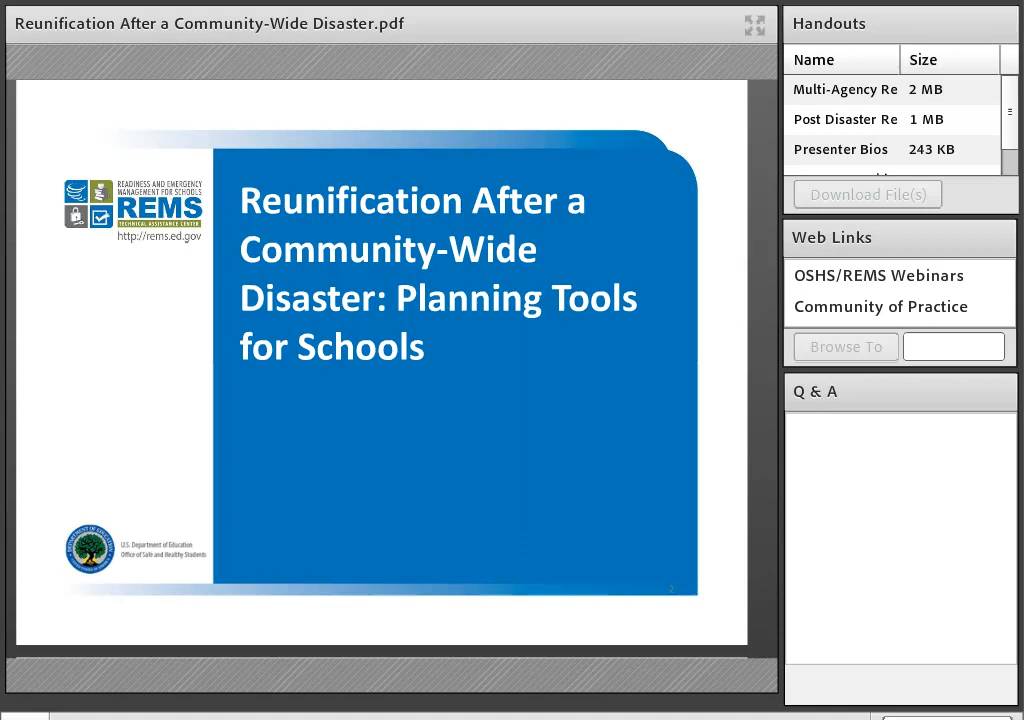 Reunification After a Community-Wide Disaster.pdf
READINESS AND EMERGENCY
MANAGEMENT FOR SCHOOLS
REMS
TECHNICAL ASSISTANCE CENTER
http://rems.ed.gov
Reunification After a
Community-Wide
Disaster: Planning Tools
for Schools
U.S. Department of Education
Office of Safe and Healthy Students
2
Handouts
Name Size
Multi-Agency Re 2 MB
Post Disaster Re 1 MB
Presenter Bios 243 KB
Download File(s)
Web Links
OSHS/REMS Webinars
Community of Practice
Browse To
Q & A